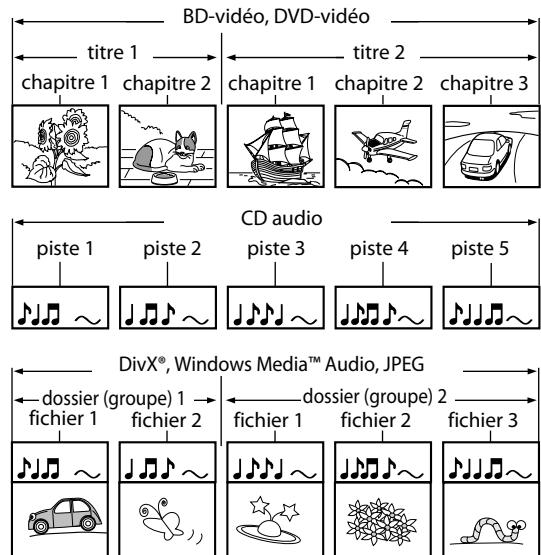 BD-vidéo, DVD-vidéo
titre 1 titre 2
chapitre 1 chapitre 2 chapitre 1 chapitre 2 chapitre 3
CD audio
piste 1 piste 2 piste 3 piste 4 piste 5
DivX®, Windows Media™ Audio, JPEG
dossier (groupe) 1 dossier (groupe) 2
fichier 1 fichier 2 fichier 1 fichier 2 fichier 3